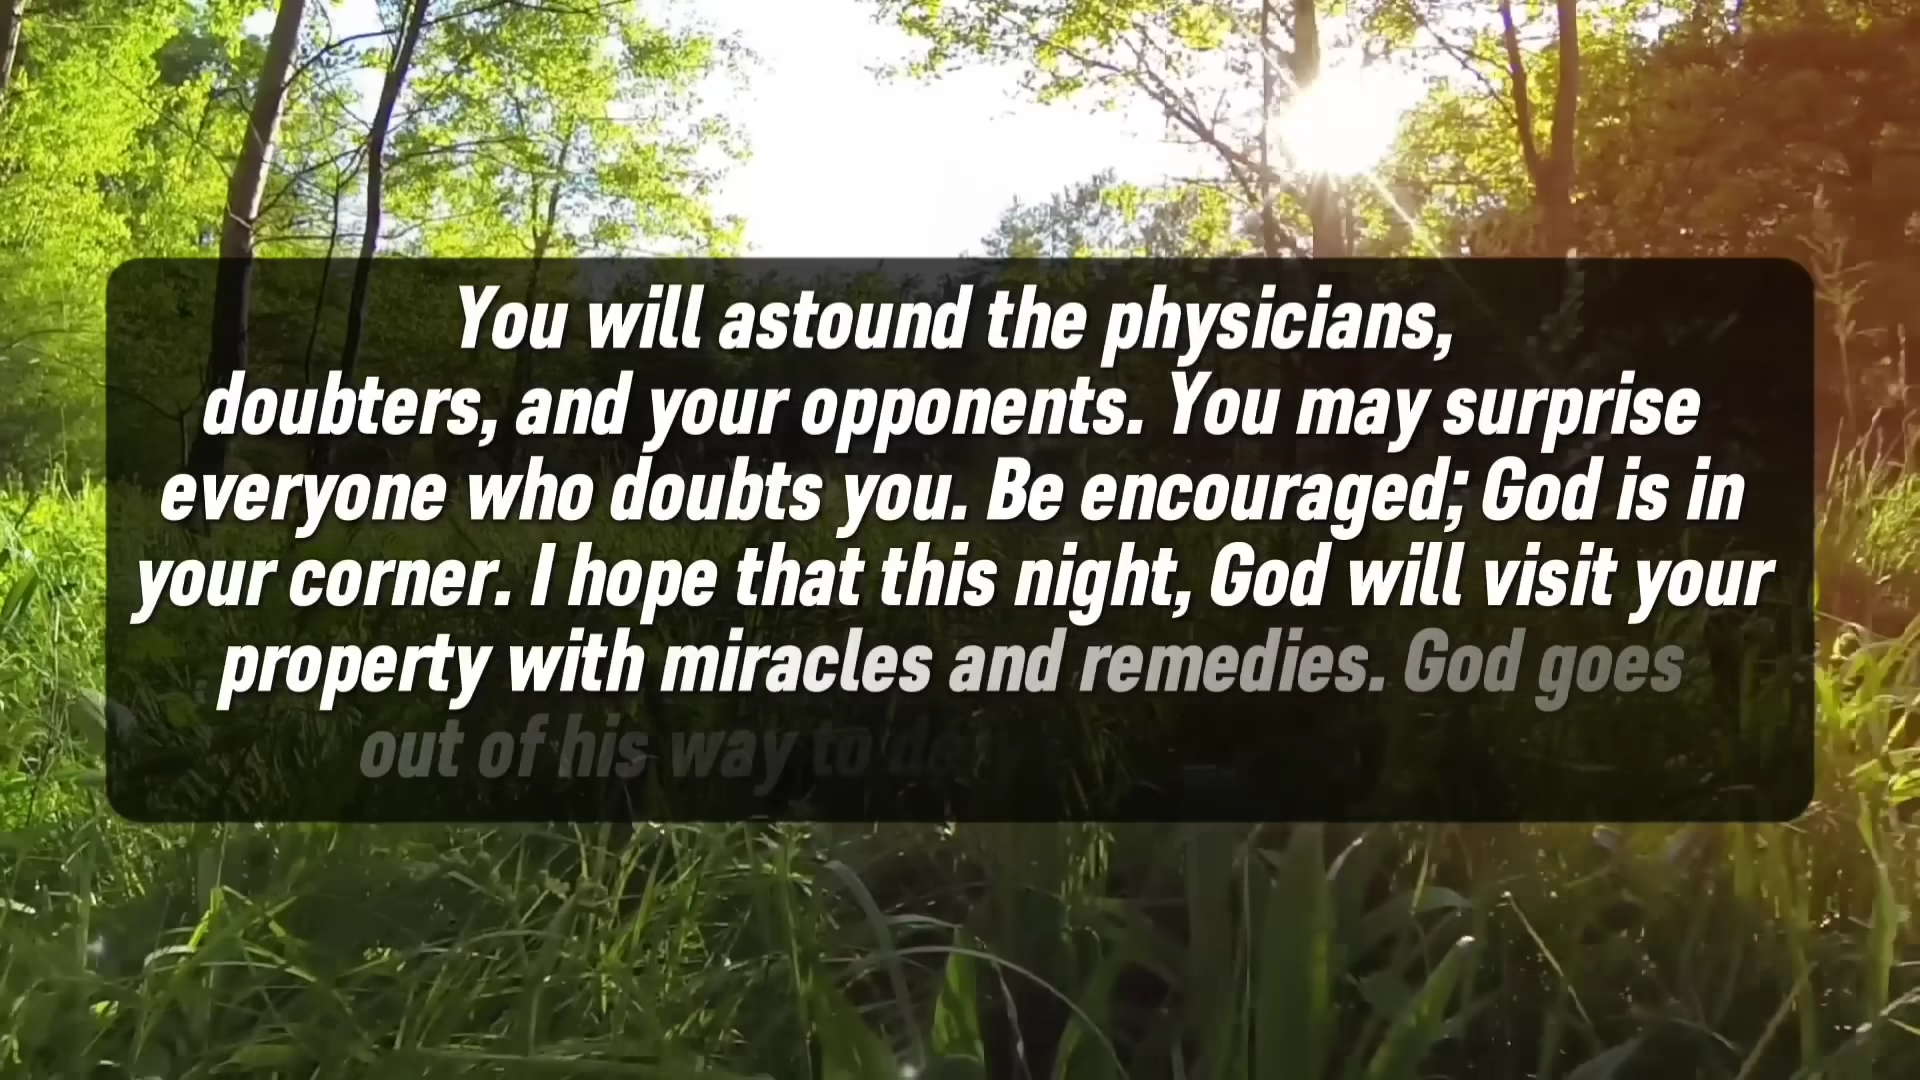 You will astound the physicians,
doubters, and your opponents. You may surprise
everyone who doubts you. Be encouraged; God is in
your corner. I hope that this night, God will visit your
property with miracles and remedies. God goes
out of his way to